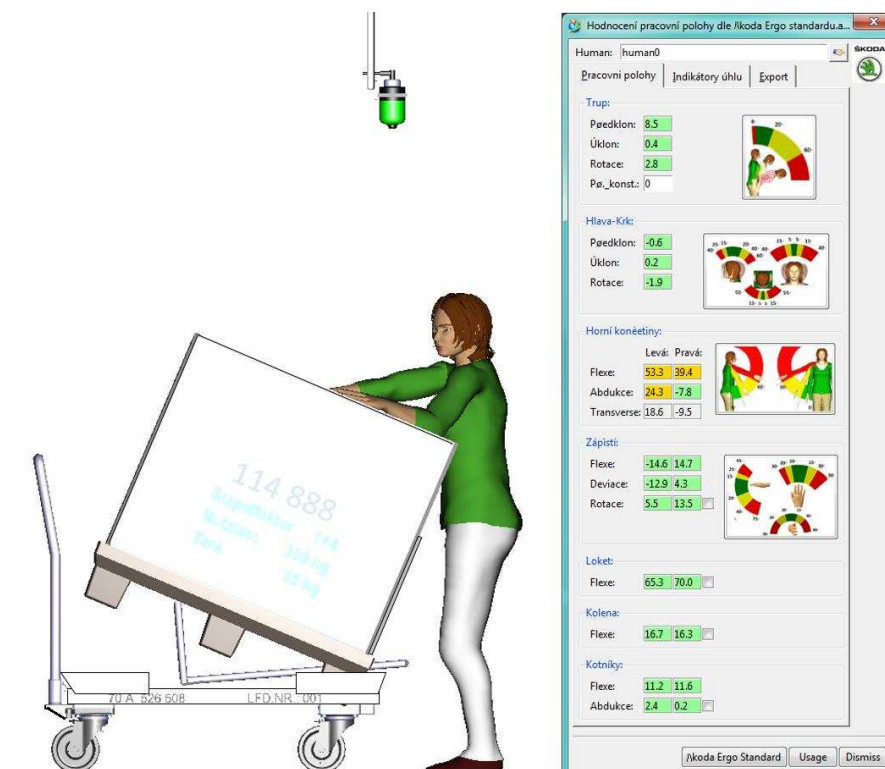 Hodnocení pracovní polohy dle /\koda Ergo standardu.a...
Human: human0
ŠKODA
Pracovní polohy Indikátory úhlu Export
Trup:
Pøedklon: 8.5
Úklon: 0.4
Rotace: 2.8
Pø._konst.: 0
Hlava-Krk:
Pøedklon: -0.6
Úklon: 0.2
Rotace: -1.9
Horní konèetiny:
Levá: Pravá:
Flexe: 53.3 39.4
Abdukce: 24.3 -7.8
Transverse: 18.6 -9.5
Zápìstí:
Flexe: -14.6 14.7
Deviace: -12.9 4.3
Rotace: 5.5 13.5
Loket:
Flexe: 65.3 70.0
Kolena:
Flexe: 16.7 16.3
Kotníky:
Flexe: 11.2 11.6
Abdukce: 2.4 0.2
/\koda Ergo Standard Usage Dismiss
114 888
Stapelfaktor
Nutzlast:
Tara 55 kg
70 A 526 508 LFD.NR.: 001